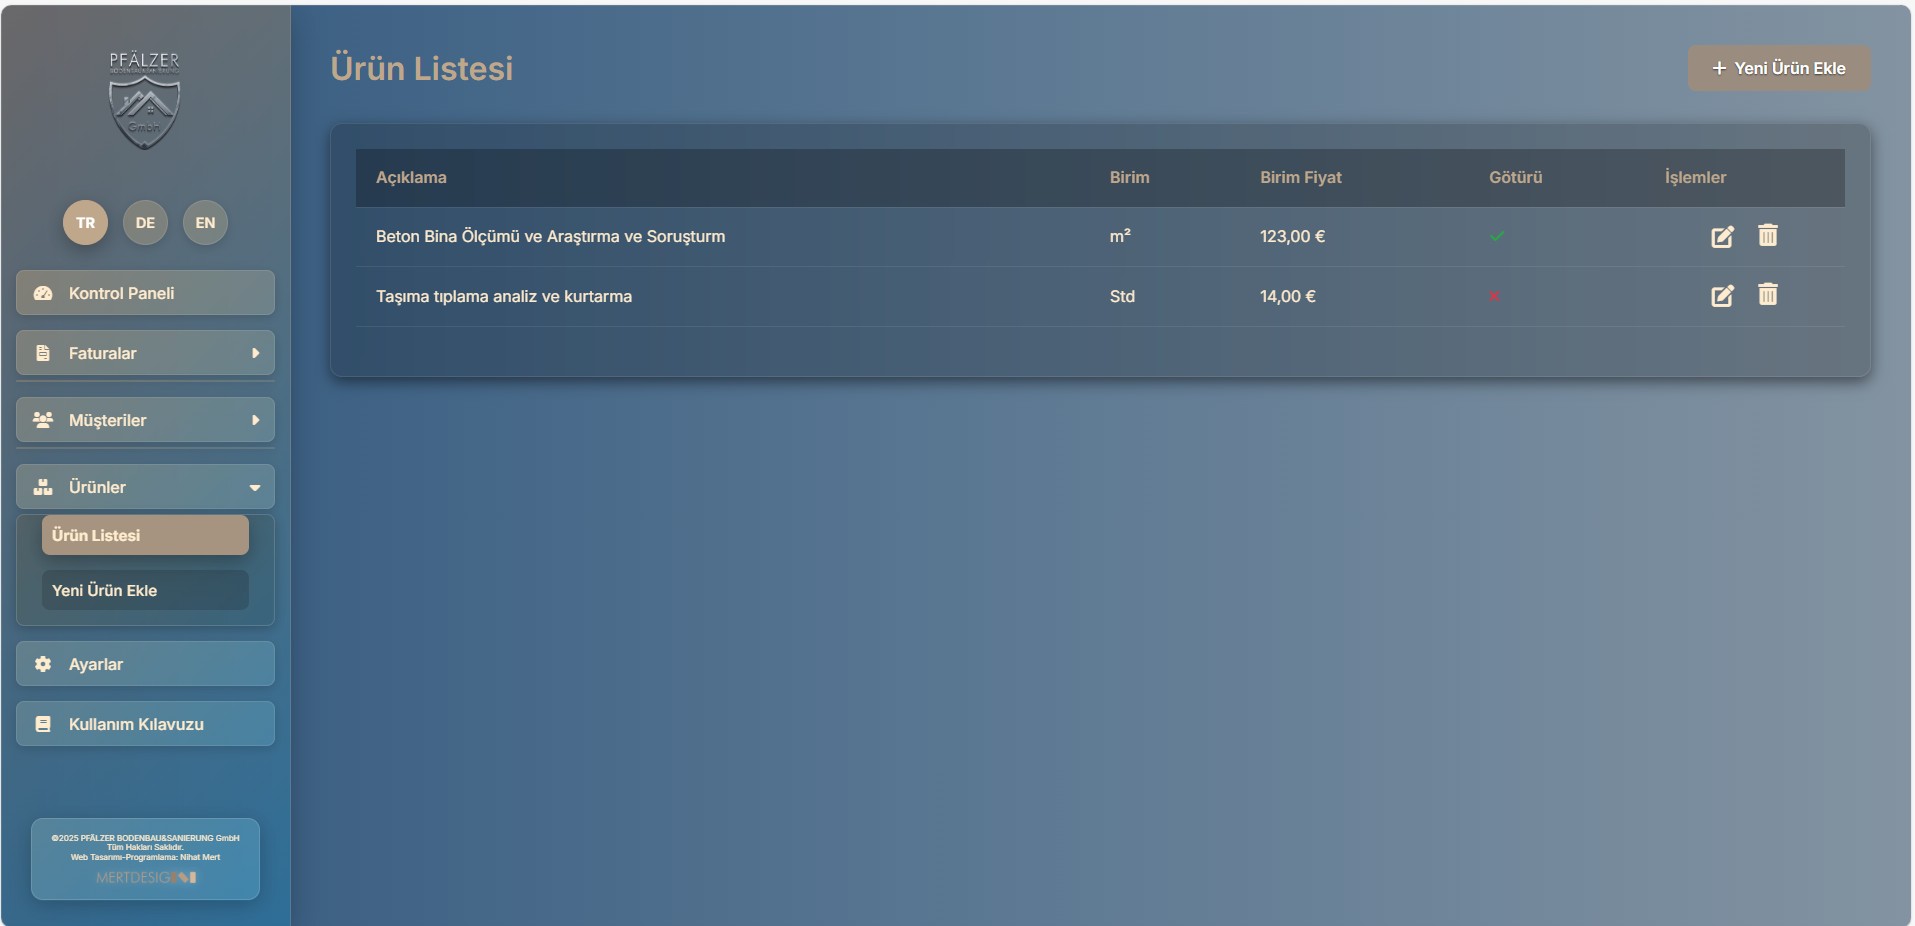 PFÄLZER
GmbH
TR
DE
EN
Kontrol Paneli
Faturalar
Müşteriler
Ürünler
Ürün Listesi
Yeni Ürün Ekle
Ayarlar
Kullanım Kılavuzu
©2025 PFÄLZER BODENBAU&SANIERUNG GmbH
Tüm Hakları Saklıdır.
Web Tasarımı-Programlama: Nihat Mert
MERTDESIGN
Ürün Listesi
+ Yeni Ürün Ekle
Açıklama Birim Birim Fiyat Götürü İşlemler
Beton Bina Ölçümü ve Araştırma ve Soruşturm m² 123,00 €
Taşıma tıplama analiz ve kurtarma Std 14,00 €